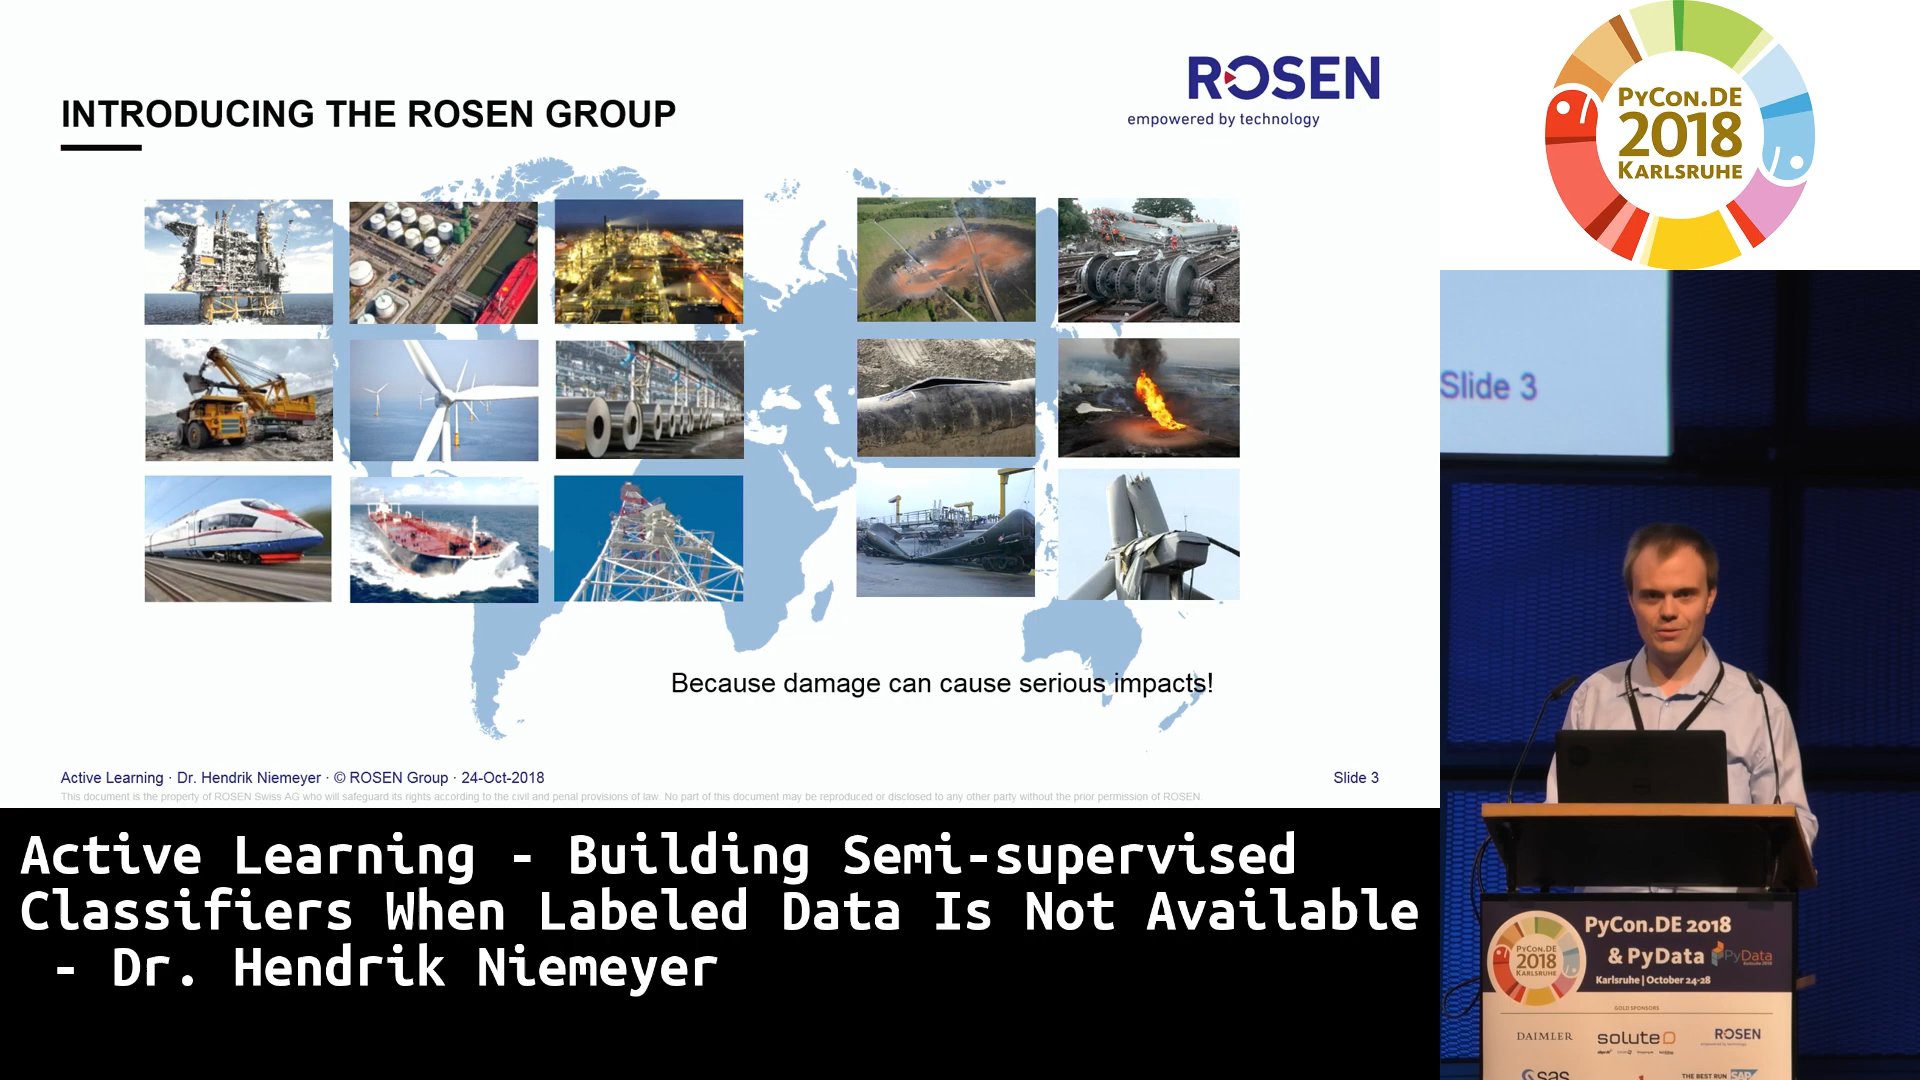 INTRODUCING THE ROSEN GROUP
ROSEN
empowered by technology
Because damage can cause serious impacts!
Active Learning · Dr. Hendrik Niemeyer · © ROSEN Group · 24-Oct-2018
Slide 3
This document is the property of ROSEN Swiss AG who will safeguard its rights according to the civil and penal provisions of law. No part of this document may be reproduced or disclosed to any other party without the prior permission of ROSEN.
PYCON.DE
2018
KARLSRUHE
Slide 3
Active Learning - Building Semi-supervised
Classifiers When Labeled Data Is Not Available
- Dr. Hendrik Niemeyer
PyCon.DE 2018
& PyData
PyData
Karlsruhe | October 24-28
PYCON.DE
2018
KARLSRUHE
GOLD SPONSORS
DAIMLER
solute
ROSEN
sas
THE BEST RUN SAP